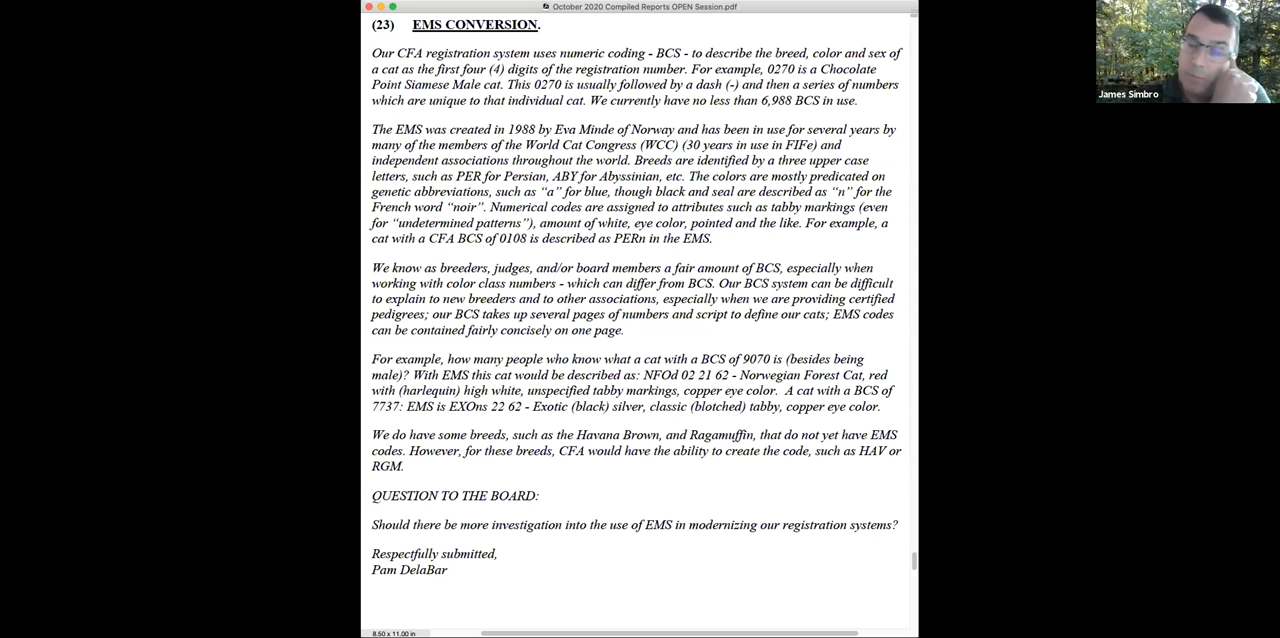 October 2020 Compiled Reports OPEN Session.pdf
(23) EMS CONVERSION.
Our CFA registration system uses numeric coding - BCS - to describe the breed, color and sex of
a cat as the first four (4) digits of the registration number. For example, 0270 is a Chocolate
Point Siamese Male cat. This 0270 is usually followed by a dash (-) and then a series of numbers
which are unique to that individual cat. We currently have no less than 6,988 BCS in use.
The EMS was created in 1988 by Eva Minde of Norway and has been in use for several years by
many of the members of the World Cat Congress (WCC) (30 years in use in FIFe) and
independent associations throughout the world. Breeds are identified by a three upper case
letters, such as PER for Persian, ABY for Abyssinian, etc. The colors are mostly predicated on
genetic abbreviations, such as “a” for blue, though black and seal are described as “n” for the
French word “noir”. Numerical codes are assigned to attributes such as tabby markings (even
for “undetermined patterns”), amount of white, eye color, pointed and the like. For example, a
cat with a CFA BCS of 0108 is described as PERn in the EMS.
We know as breeders, judges, and/or board members a fair amount of BCS, especially when
working with color class numbers - which can differ from BCS. Our BCS system can be difficult
to explain to new breeders and to other associations, especially when we are providing certified
pedigrees; our BCS takes up several pages of numbers and script to define our cats; EMS codes
can be contained fairly concisely on one page.
For example, how many people who know what a cat with a BCS of 9070 is (besides being
male)? With EMS this cat would be described as: NFOd 02 21 62 - Norwegian Forest Cat, red
with (harlequin) high white, unspecified tabby markings, copper eye color. A cat with a BCS of
7737: EMS is EXOns 22 62 - Exotic (black) silver, classic (blotched) tabby, copper eye color.
We do have some breeds, such as the Havana Brown, and Ragamuffin, that do not yet have EMS
codes. However, for these breeds, CFA would have the ability to create the code, such as HAV or
RGM.
QUESTION TO THE BOARD:
Should there be more investigation into the use of EMS in modernizing our registration systems?
Respectfully submitted,
Pam DelaBar
8.50 x 11.00 in
James Simbro